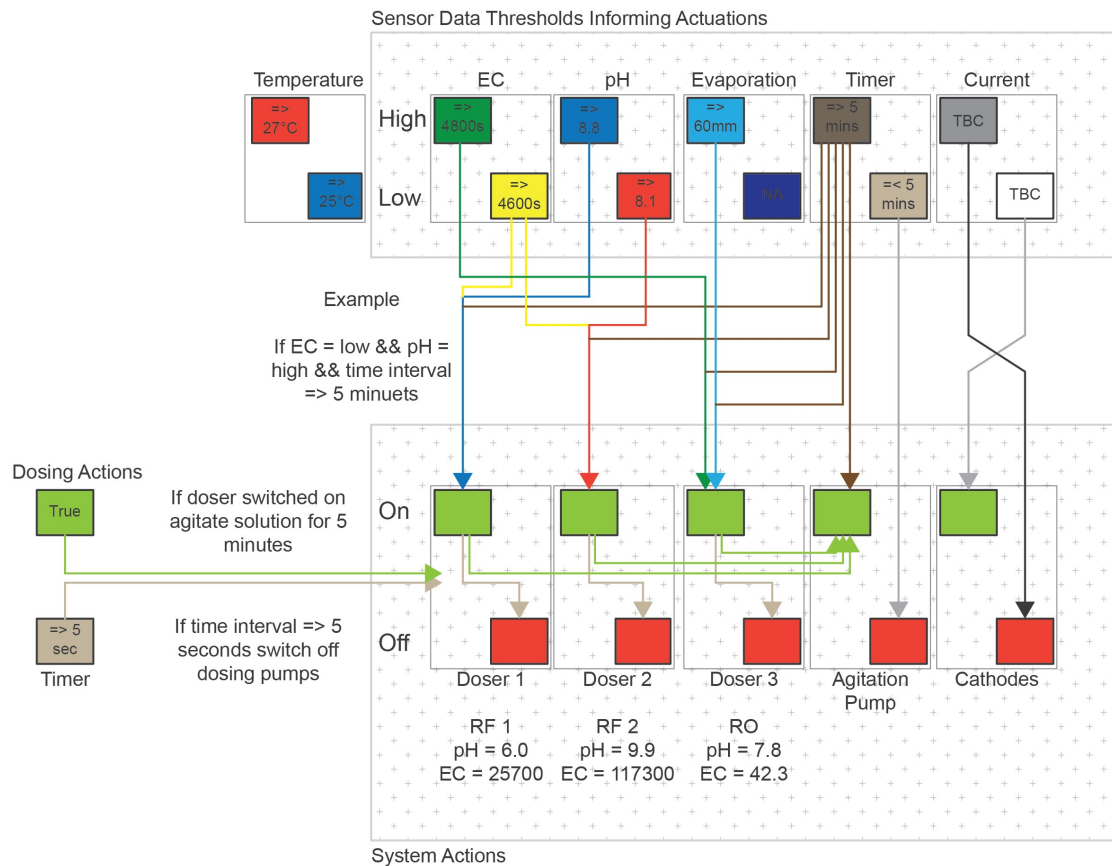 Sensor Data Thresholds Informing Actuations
Temperature
EC
pH
Evaporation
Timer
Current
High
=>
27°C
=>
4800s
=>
8.8
=>
60mm
=> 5
mins
TBC
Low
=>
25°C
=>
4600s
=>
8.1
NA
=< 5
mins
TBC
Example
If EC = low && pH =
high && time interval
=> 5 minuets
Dosing Actions
True
If doser switched on
agitate solution for 5
minutes
On
=> 5
sec
Timer
If time interval => 5
seconds switch off
dosing pumps
Off
Doser 1
Doser 2
Doser 3
Agitation
Pump
Cathodes
RF 1
pH = 6.0
EC = 25700
RF 2
pH = 9.9
EC = 117300
RO
pH = 7.8
EC = 42.3
System Actions